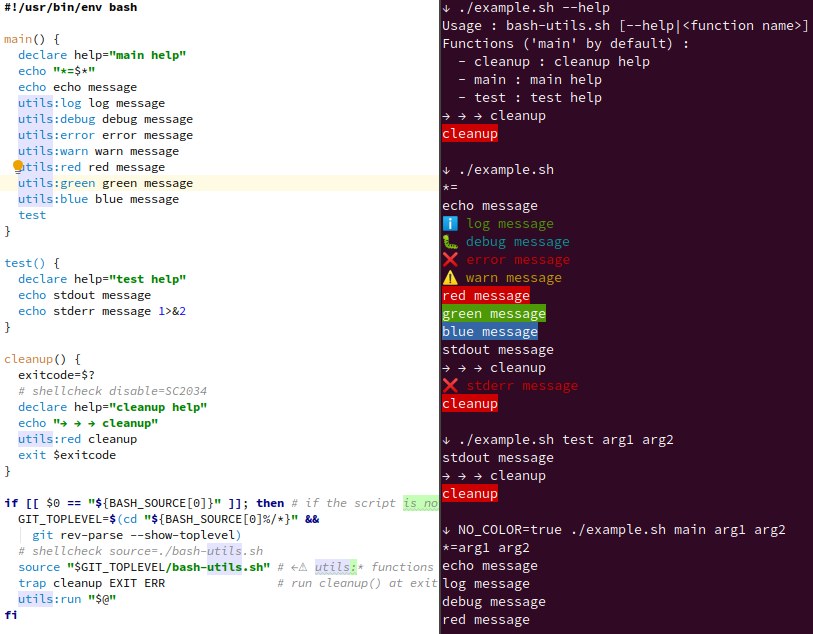 #!/usr/bin/env bash
main() {
declare help="main help"
echo "*=$*"
echo echo message
utils:log log message
utils:debug debug message
utils:error error message
utils:warn warn message
utils:red red message
utils:green green message
utils:blue blue message
test
}
test() {
declare help="test help"
echo stdout message
echo stderr message 1>&2
}
cleanup() {
exitcode=$?
# shellcheck disable=SC2034
declare help="cleanup help"
echo "→ → → cleanup"
utils:red cleanup
exit $exitcode
}
if [[ $0 == "${BASH_SOURCE[0]}" ]]; then # if the script is no
GIT_TOPLEVEL=$(cd "${BASH_SOURCE[0]%/*}" &&
git rev-parse --show-toplevel)
# shellcheck source=./bash-utils.sh
source "$GIT_TOPLEVEL/bash-utils.sh" # ←⚠ utils:* functions
trap cleanup EXIT ERR # run cleanup() at exit
utils:run "$@"
fi
↓ ./example.sh --help
Usage : bash-utils.sh [--help|<function name>]
Functions ('main' by default) :
- cleanup : cleanup help
- main : main help
- test : test help
→ → → cleanup
cleanup
↓ ./example.sh
*=
echo message
ℹ️ log message
🐛 debug message
❌ error message
⚠️ warn message
red message
green message
blue message
stdout message
→ → → cleanup
❌ stderr message
cleanup
↓ ./example.sh test arg1 arg2
stdout message
→ → → cleanup
cleanup
↓ NO_COLOR=true ./example.sh main arg1 arg2
*=arg1 arg2
echo message
log message
debug message
red message